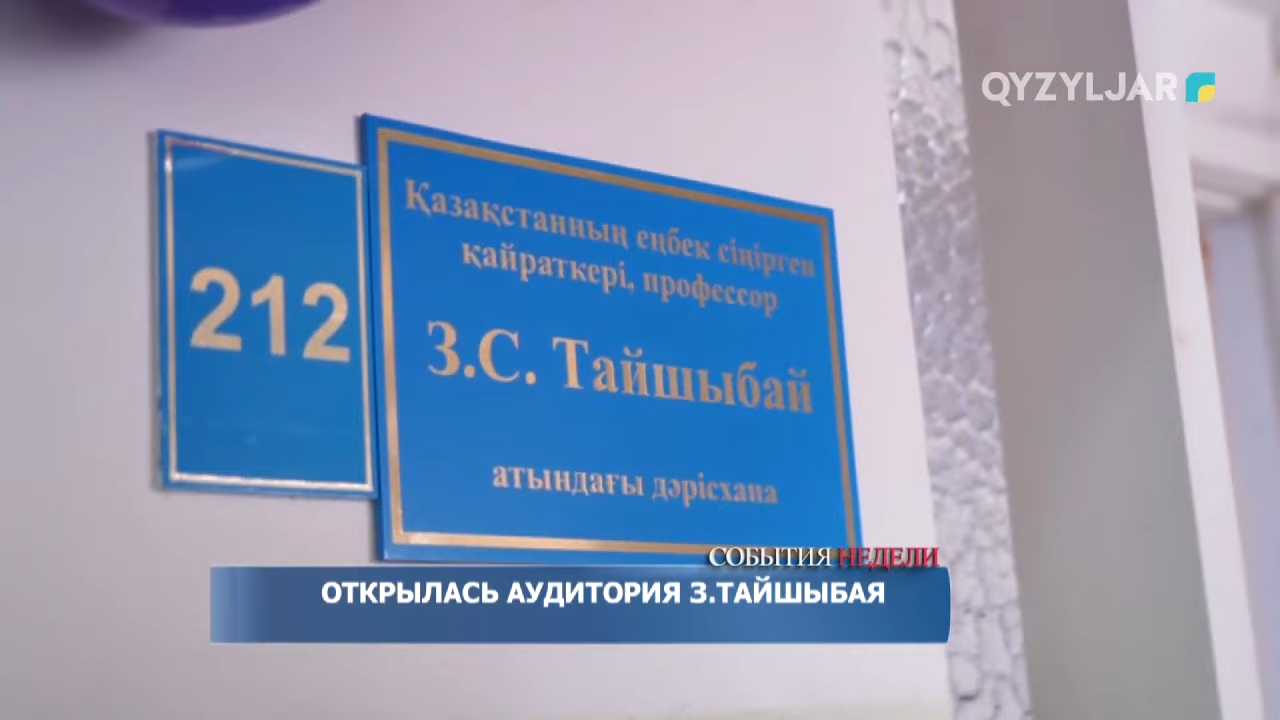 QYZYLJAR
212
Қазақстанның еңбек сіңірген
қайраткері, профессор
З.С. Тайшыбай
атындағы дәрісхана
СОБЫТИЯ НЕДЕЛИ
ОТКРЫЛАСЬ АУДИТОРИЯ З.ТАЙШЫБАЯ